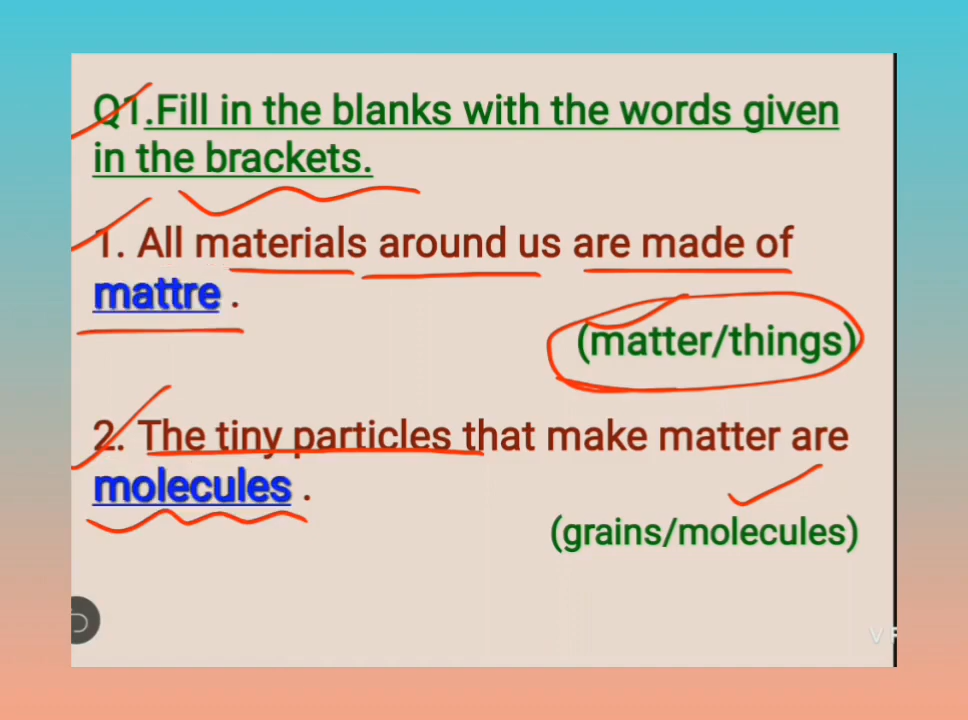 Q1.Fill in the blanks with the words given
in the brackets.
1. All materials around us are made of
mattre .
(matter/things)
2. The tiny particles that make matter are
molecules .
(grains/molecules)